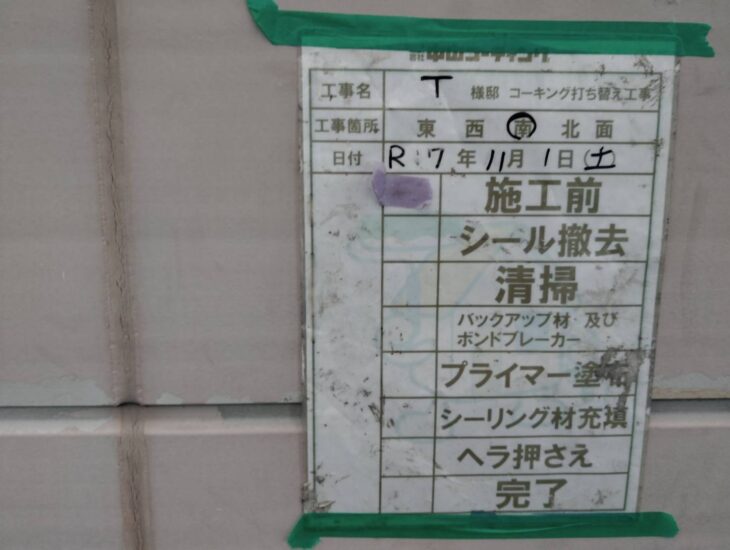 工事名 T 様邸 コーキング打ち替え工事
工事箇所 東 西 南 北 面
日付 R:7年11月1日(土)
施工前
シール撤去
清掃
バックアップ材 及び
ボンドブレーカー
プライマー塗布
シーリング材充填
ヘラ押さえ
完了